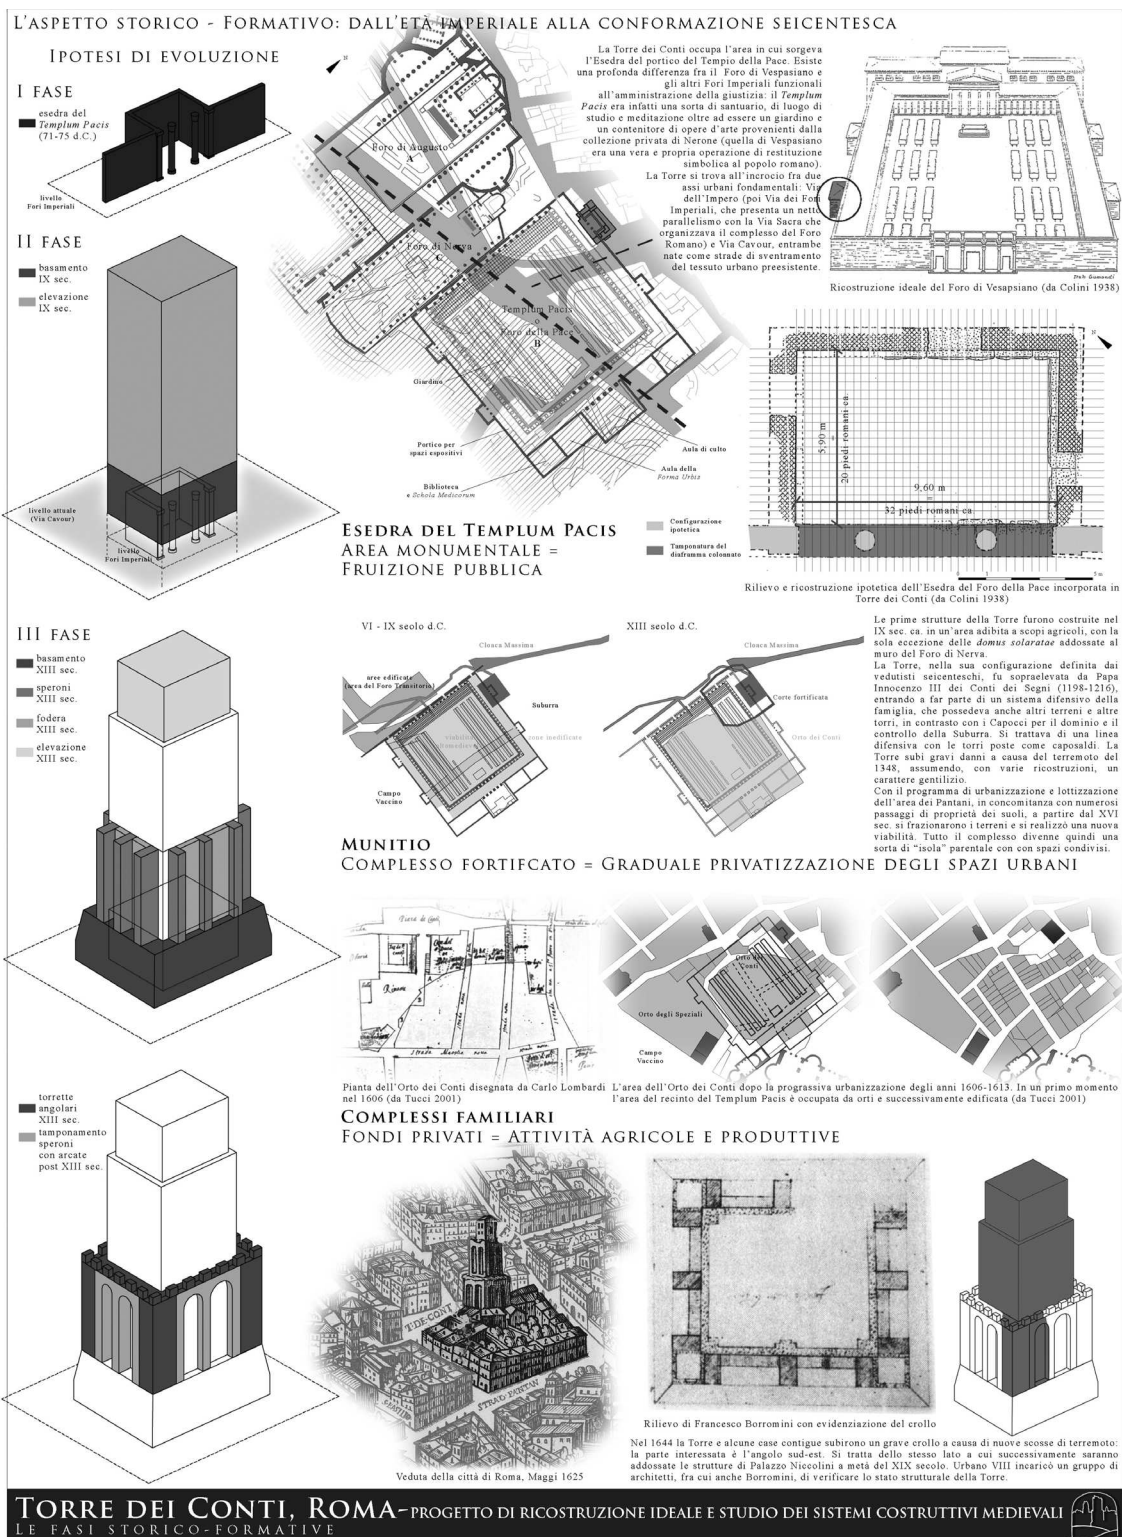 L'ASPETTO STORICO - FORMATIVO: DALL'ETÀ IMPERIALE ALLA CONFORMAZIONE SEICENTESCA
IPOTESI DI EVOLUZIONE
I FASE
esedra del
Templum Pacis
(71-75 d.C.)
livello
Fori Imperiali
II FASE
basamento
IX sec.
elevazione
IX sec.
livello attuale
(Via Cavour)
livello
Fori Imperiali
III FASE
basamento
XIII sec.
speroni
XIII sec.
fodera
XIII sec.
elevazione
XIII sec.
torrette
angolari
XIII sec.
tamponamento
speroni
con arcate
post XIII sec.
N
Foro di Augusto
A
Foro di Nerva
C
Templum Pacis
o
Foro della Pace
B
Giardino
Portico per
spazi espositivi
Biblioteca
e Schola Medicorum
Aula della
Forma Urbis
Aula di culto
La Torre dei Conti occupa l'area in cui sorgeva
l'Esedra del portico del Tempio della Pace. Esiste
una profonda differenza fra il Foro di Vespasiano e
gli altri Fori Imperiali funzionali
all'amministrazione della giustizia: il Templum
Pacis era infatti una sorta di santuario, di luogo di
studio e meditazione oltre ad essere un giardino e
un contenitore di opere d'arte provenienti dalla
collezione privata di Nerone (quella di Vespasiano
era una vera e propria operazione di restituzione
simbolica al popolo romano).
La Torre si trova all'incrocio fra due
assi urbani fondamentali: Via
dell'Impero (poi Via dei Fori
Imperiali, che presenta un netto
parallelismo con la Via Sacra che
organizzava il complesso del Foro
Romano) e Via Cavour, entrambe
nate come strade di sventramento
del tessuto urbano preesistente.
Ricostruzione ideale del Foro di Vesapsiano (da Colini 1938)
N
5,90 m
=
20 piedi romani ca.
9,60 m
=
32 piedi romani ca.
0
5 m
Configurazione
ipotetica
Tamponatura del
diaframma colonnato
Rilievo e ricostruzione ipotetica dell'Esedra del Foro della Pace incorporata in
Torre dei Conti (da Colini 1938)
ESEDRA DEL TEMPLUM PACIS
AREA MONUMENTALE =
FRUIZIONE PUBBLICA
VI - IX seolo d.C.
Cloaca Massima
aree edificate
(area del Foro Transitorio)
Suburra
Campo
Vaccino
XIII seolo d.C.
Cloaca Massima
Corte fortificata
Orto dei Conti
Le prime strutture della Torre furono costruite nel
IX sec. ca. in un'area adibita a scopi agricoli, con la
sola eccezione delle domus solaratae addossate al
muro del Foro di Nerva.
La Torre, nella sua configurazione definita dai
vedutisti seicenteschi, fu sopraelevata da Papa
Innocenzo III dei Conti dei Segni (1198-1216),
entrando a far parte di un sistema difensivo della
famiglia, che possedeva anche altri terreni e altre
torri, in contrasto con i Capocci per il dominio e il
controllo della Suburra. Si trattava di una linea
difensiva con le torri poste come caposaldi. La
Torre subì gravi danni a causa del terremoto del
1348, assumendo, con varie ricostruzioni, un
carattere gentilizio.
Con il programma di urbanizzazione e lottizzazione
dell'area dei Pantani, in concomitanza con numerosi
passaggi di proprietà dei suoli, a partire dal XVI
sec. si frazionarono i terreni e si realizzò una nuova
viabilità. Tutto il complesso divenne quindi una
sorta di "isola" parentale con con spazi condivisi.
MUNITIO
COMPLESSO FORTIFCATO = GRADUALE PRIVATIZZAZIONE DEGLI SPAZI URBANI
Orto dei
Conti
Orto degli Speziali
Campo
Vaccino
Pianta dell'Orto dei Conti disegnata da Carlo Lombardi
nel 1606 (da Tucci 2001)
L'area dell'Orto dei Conti dopo la prograssiva urbanizzazione degli anni 1606-1613. In un primo momento
l'area del recinto del Templum Pacis è occupata da orti e successivamente edificata (da Tucci 2001)
COMPLESSI FAMILIARI
FONDI PRIVATI = ATTIVITÀ AGRICOLE E PRODUTTIVE
T. DE CONT
STRA. D. PANTAN
Veduta della città di Roma, Maggi 1625
Rilievo di Francesco Borromini con evidenziazione del crollo
Nel 1644 la Torre e alcune case contigue subirono un grave crollo a causa di nuove scosse di terremoto:
la parte interessata è l'angolo sud-est. Si tratta dello stesso lato a cui successivamente saranno
addossate le strutture di Palazzo Niccolini a metà del XIX secolo. Urbano VIII incaricò un gruppo di
architetti, fra cui anche Borromini, di verificare lo stato strutturale della Torre.
TORRE DEI CONTI, ROMA-PROGETTO DI RICOSTRUZIONE IDEALE E STUDIO DEI SISTEMI COSTRUTTIVI MEDIEVALI
LE FASI STORICO-FORMATIVE